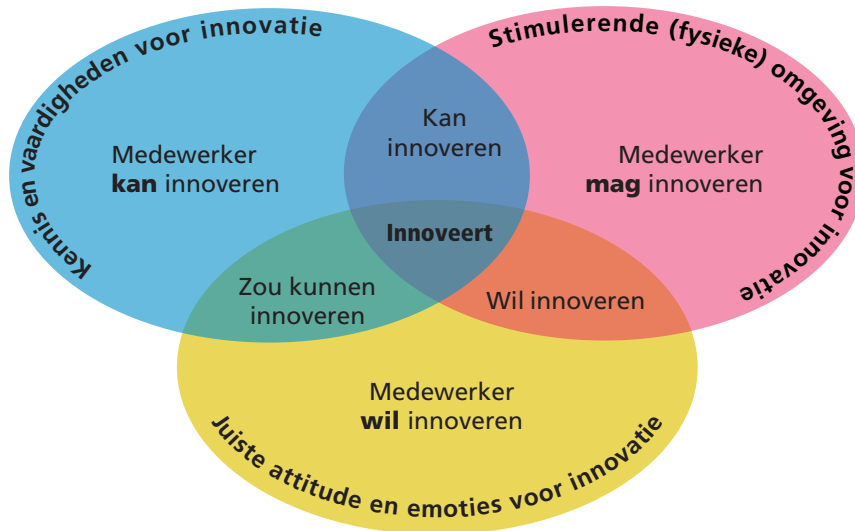 Kennis en vaardigheden voor innovatie
Stimulerende (fysieke) omgeving voor innovatie
Kan
innoveren
Medewerker
kan innoveren
Medewerker
mag innoveren
Innoveert
Zou kunnen
innoveren
Wil innoveren
Medewerker
wil innoveren
Juiste attitude en emoties voor innovatie